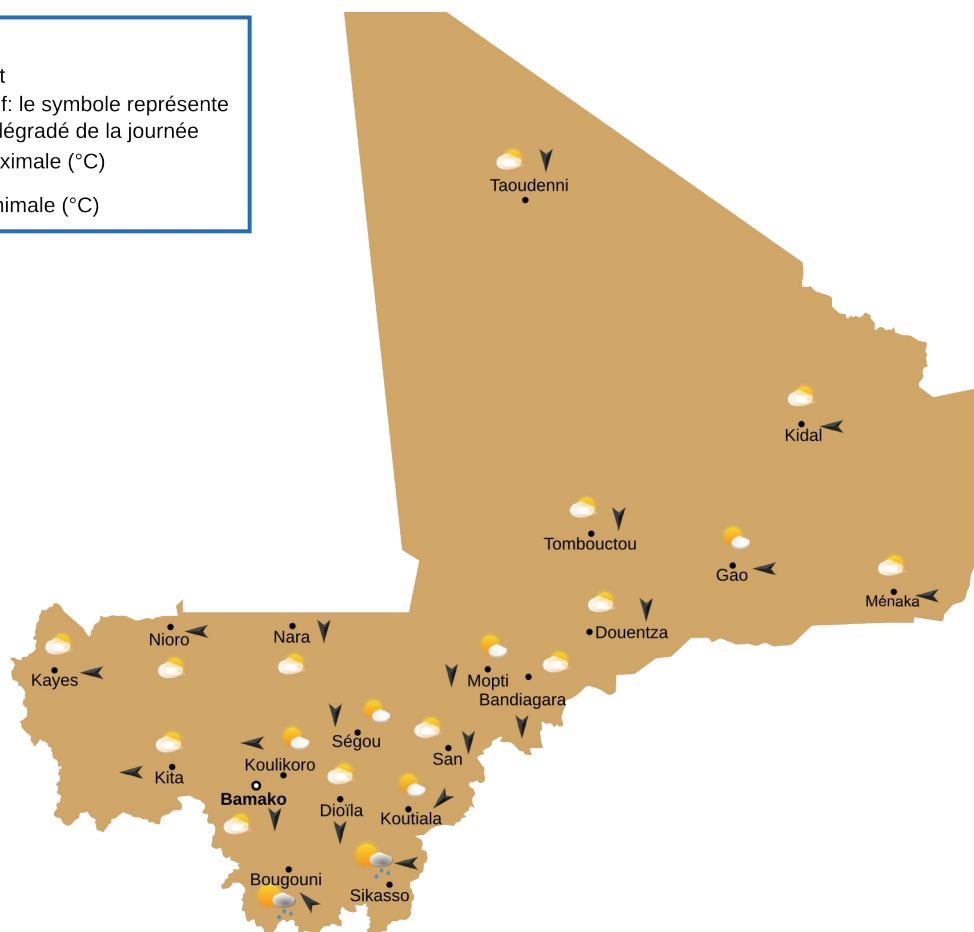 t
f: le symbole représente
dégradé de la journée
ximale (°C)
nimale (°C)
Taoudenni
Kidal
Tombouctou
Gao
Ménaka
Nioro
Nara
Douentza
Kayes
Mopti
Bandiagara
Ségou
San
Koulikoro
Kita
Bamako
Dioïla
Koutiala
Bougouni
Sikasso